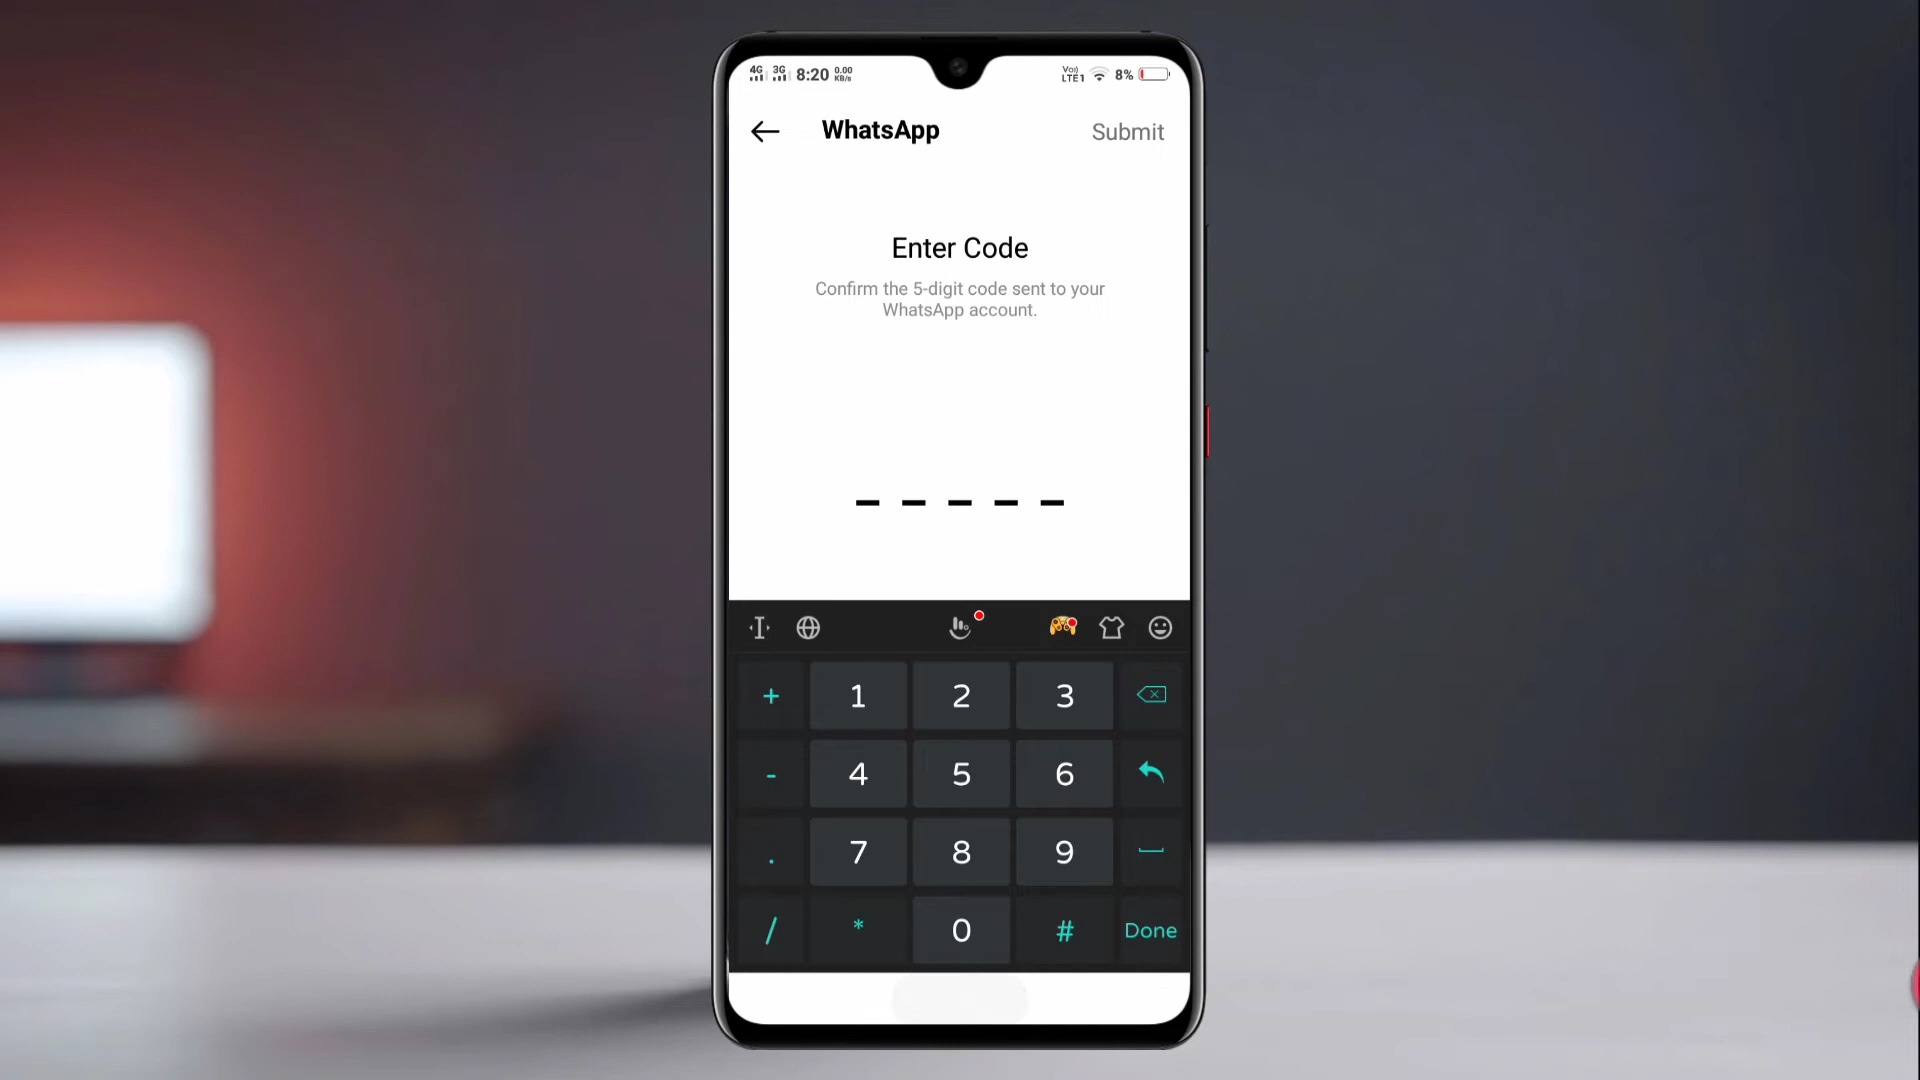 4G 3G 8:20 0.00 KB/s Vo) LTE1 8%
WhatsApp Submit
Enter Code
Confirm the 5-digit code sent to your
WhatsApp account.
+ 1 2 3
- 4 5 6
. 7 8 9
/ * 0 # Done